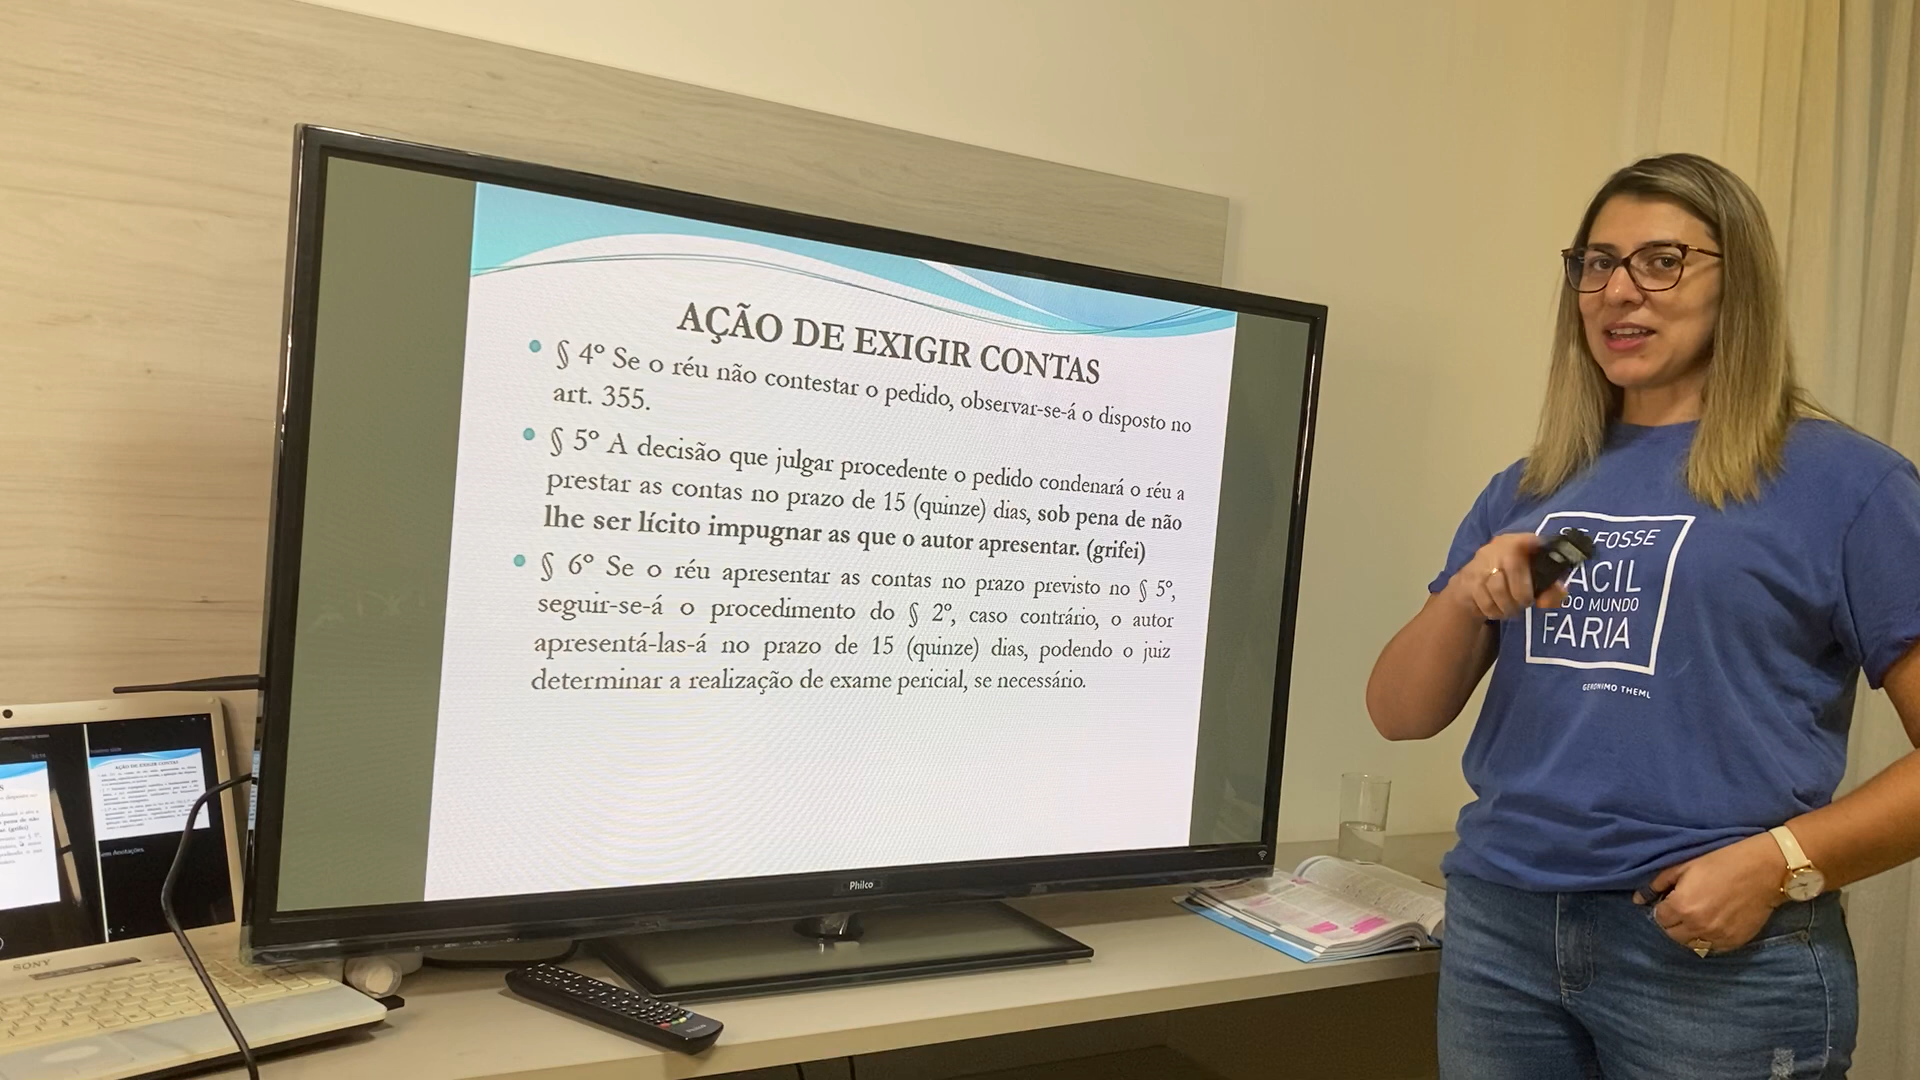 AÇÃO DE EXIGIR CONTAS
§ 4º Se o réu não contestar o pedido, observar-se-á o disposto no
art. 355.
§ 5º A decisão que julgar procedente o pedido condenará o réu a
prestar as contas no prazo de 15 (quinze) dias, sob pena de não
lhe ser lícito impugnar as que o autor apresentar. (grifei)
§ 6º Se o réu apresentar as contas no prazo previsto no § 5º,
seguir-se-á o procedimento do § 2º, caso contrário, o autor
apresentá-las-á no prazo de 15 (quinze) dias, podendo o juiz
determinar a realização de exame pericial, se necessário.
Philco
SONY
AÇÃO DE EXIGIR CONTAS
FOSSE
ACIL
DO MUNDO
FARIA
GERONIMO THEML